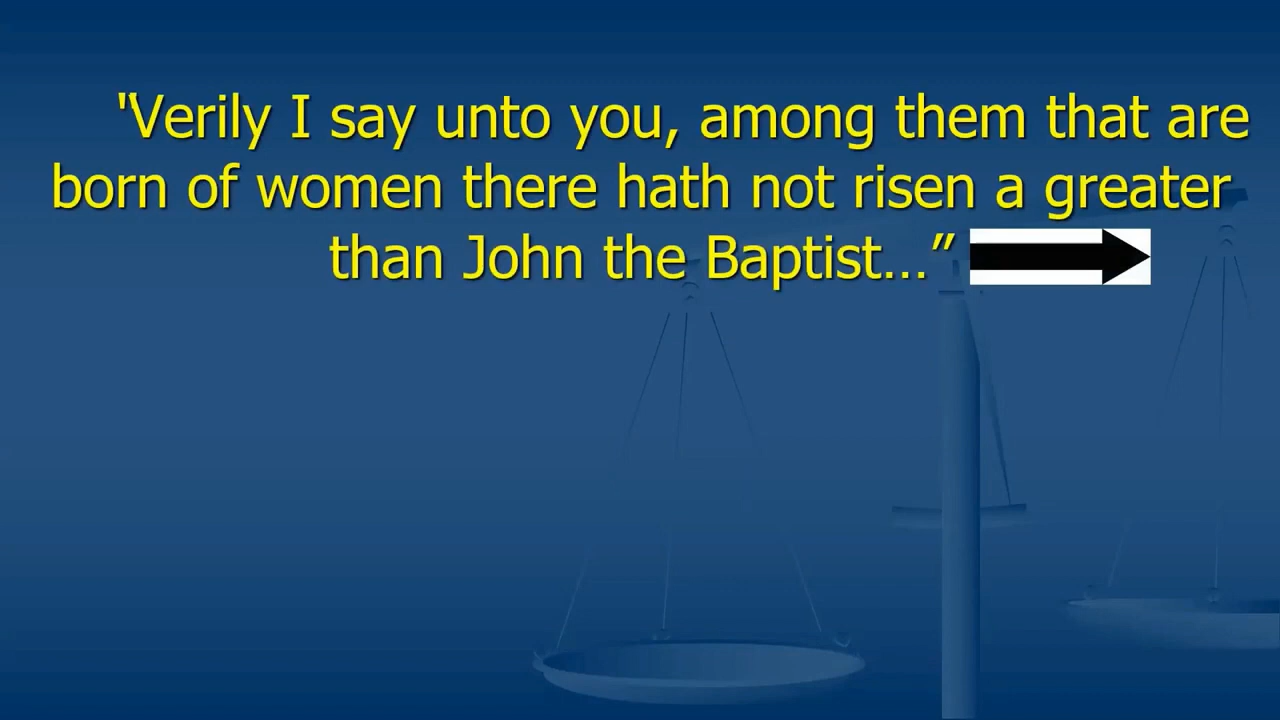 "Verily I say unto you, among them that are
born of women there hath not risen a greater
than John the Baptist…”